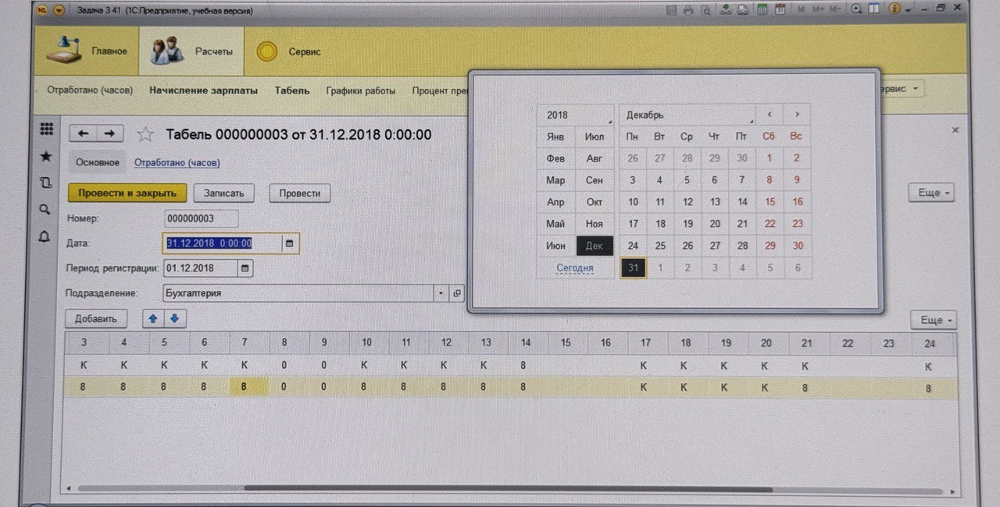 Задача 3 41 (1С:Предприятие, учебная версия)
M M+ M-
Главное Расчеты Сервис
Отработано (часов) Начисление зарплаты Табель Графики работы Процент
Табель 000000003 от 31.12.2018 0:00:00
Основное Отработано (часов)
Провести и закрыть Записать Провести Еще
Номер: 000000003
Дата: 31.12.2018 0:00:00
Период регистрации: 01.12.2018
Подразделение: Бухгалтерия
Добавить Еще
2018 Декабрь < >
Янв Июл Пн Вт Ср Чт Пт Сб Вс
Фев Авг 26 27 28 29 30 1 2
Мар Сен 3 4 5 6 7 8 9
Апр Окт 10 11 12 13 14 15 16
Май Ноя 17 18 19 20 21 22 23
Июн Дек 24 25 26 27 28 29 30
Сегодня 31 1 2 3 4 5 6
3 4 5 6 7 8 9 10 11 12 13 14 15 16 17 18 19 20 21 22 23 24
К К К К К 0 0 К К К К 8 К К К К К К
8 8 8 8 8 0 0 8 8 8 8 8 К К К К 8 8